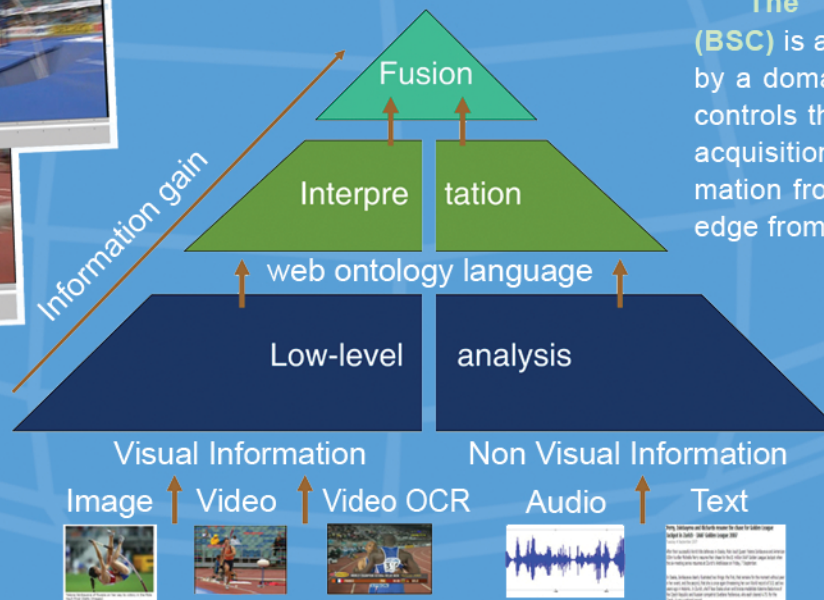 The
(BSC) is a
by a doma
controls th
acquisition
mation fro
edge from
Information gain
Fusion
Interpre tation
web ontology language
Low-level analysis
Visual Information Non Visual Information
Image Video Video OCR Audio Text